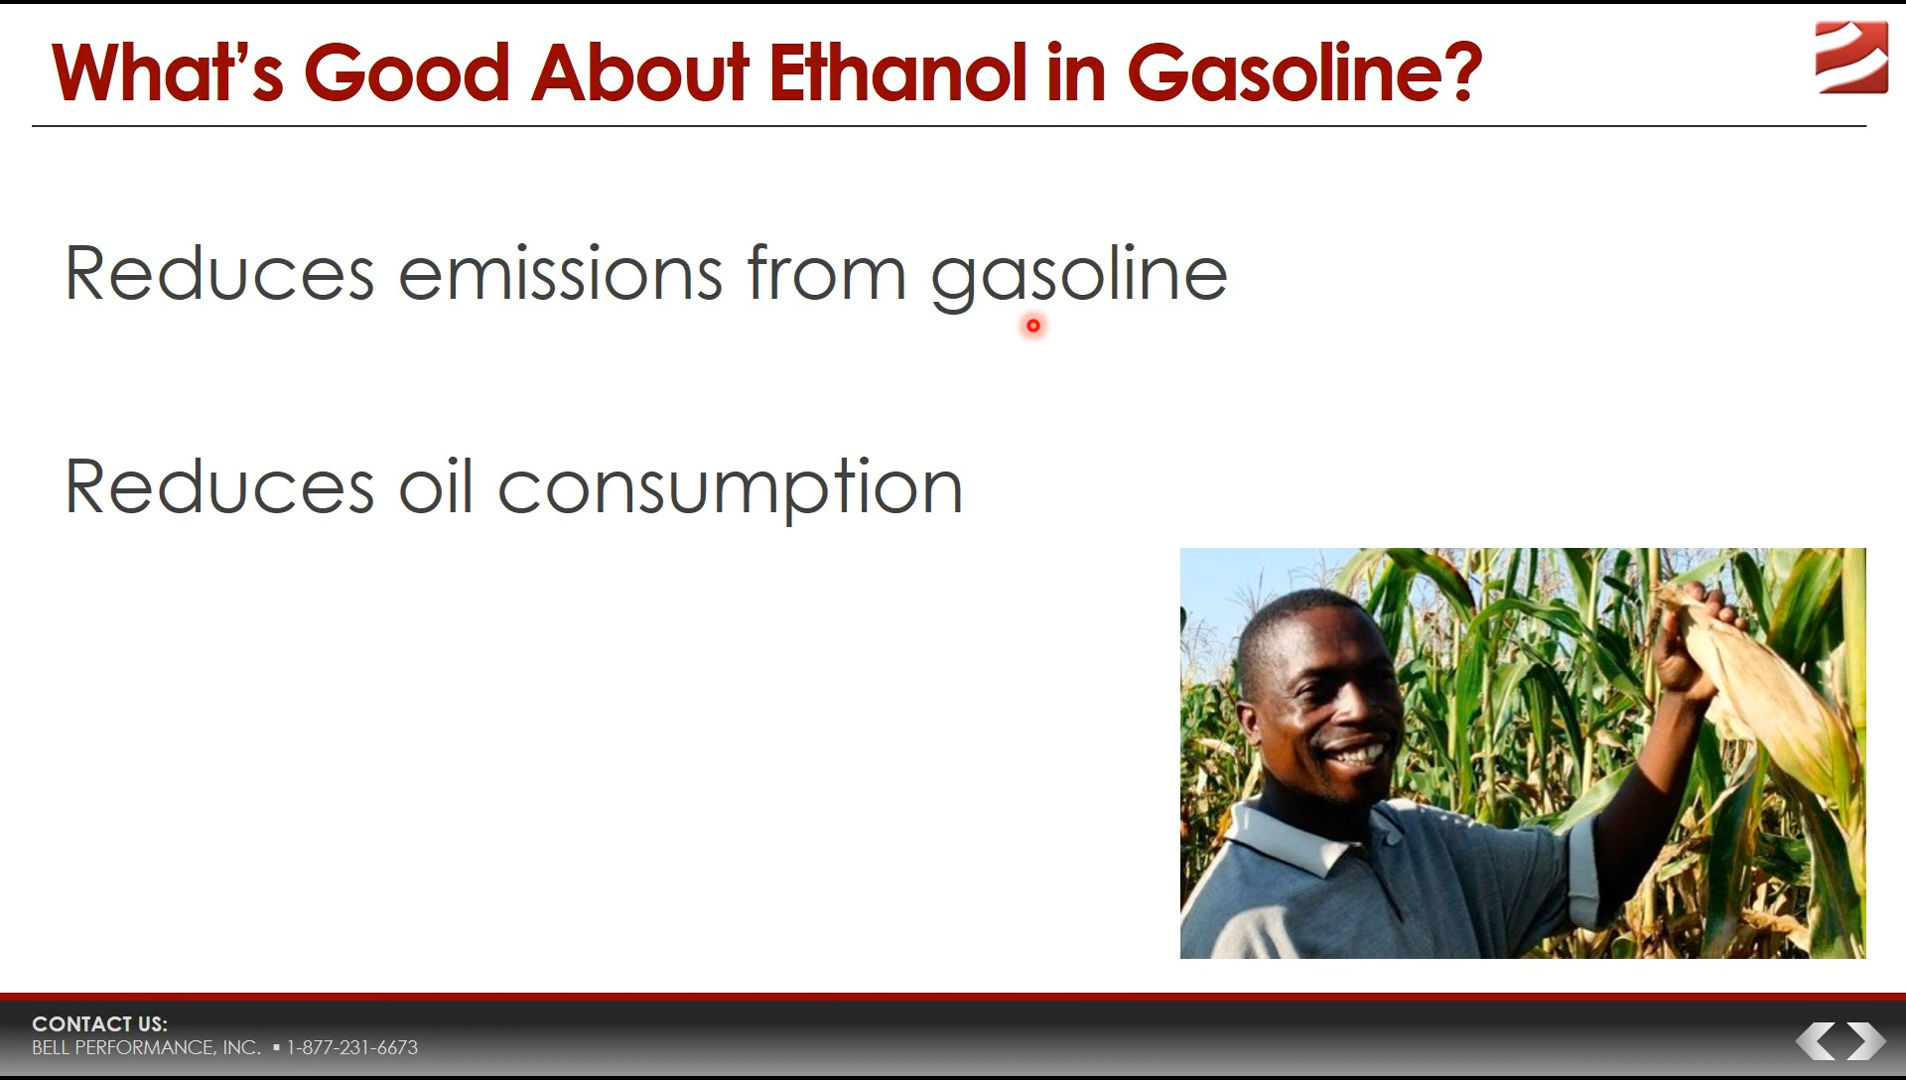 What’s Good About Ethanol in Gasoline?
Reduces emissions from gasoline
Reduces oil consumption
CONTACT US:
BELL PERFORMANCE, INC. ▪ 1-877-231-6673